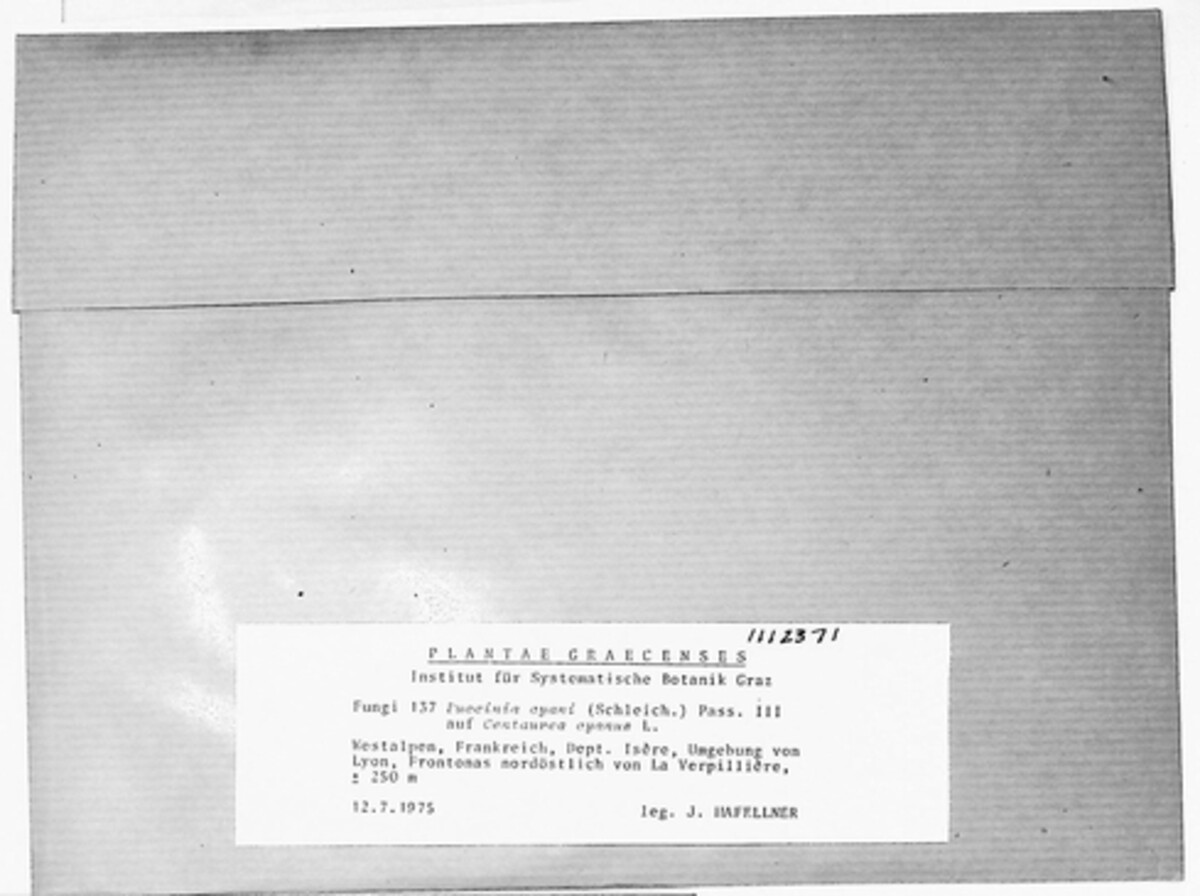 1112371
PLANTAE GRAECENSES
Institut für Systematische Botanik Graz
Fungi 137 Puccinia cyani (Schleich.) Pass. III
auf Centaurea cyanus L.
Westalpen, Frankreich, Dept. Isère, Umgebung von
Lyon, Frontonas nordöstlich von La Verpillière,
± 250 m
12.7.1975 leg. J. HAFELLNER